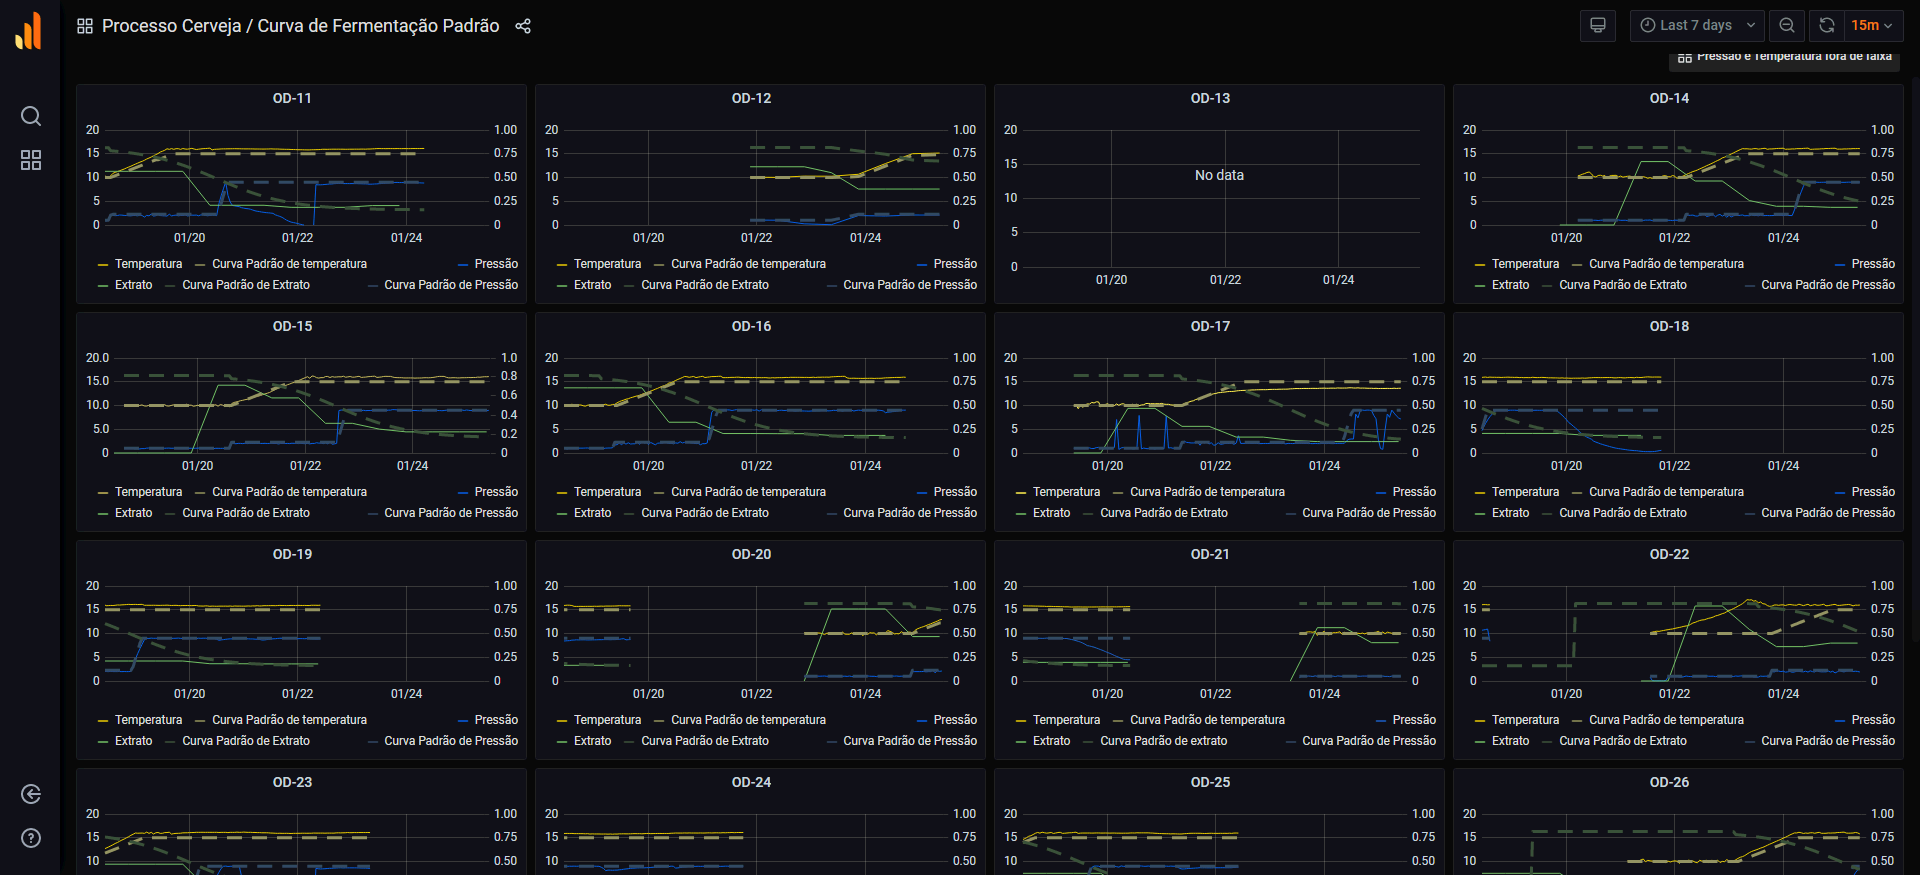 Processo Cerveja / Curva de Fermentação Padrão
Last 7 days
15m
Pressão e Temperatura fora de faixa
OD-11
20 15 10 5 0
1.00 0.75 0.50 0.25 0
01/20 01/22 01/24
Temperatura Curva Padrão de temperatura Pressão
Extrato Curva Padrão de Extrato Curva Padrão de Pressão
OD-12
20 15 10 5 0
1.00 0.75 0.50 0.25 0
01/20 01/22 01/24
Temperatura Curva Padrão de temperatura Pressão
Extrato Curva Padrão de Extrato Curva Padrão de Pressão
OD-13
20 15 10 5 0
No data
01/20 01/22 01/24
OD-14
20 15 10 5 0
1.00 0.75 0.50 0.25 0
01/20 01/22 01/24
Temperatura Curva Padrão de temperatura Pressão
Extrato Curva Padrão de Extrato Curva Padrão de Pressão
OD-15
20.0 15.0 10.0 5.0 0
1.0 0.8 0.6 0.4 0.2 0
01/20 01/22 01/24
Temperatura Curva Padrão de temperatura Pressão
Extrato Curva Padrão de Extrato Curva Padrão de Pressão
OD-16
20 15 10 5 0
1.00 0.75 0.50 0.25 0
01/20 01/22 01/24
Temperatura Curva Padrão de temperatura Pressão
Extrato Curva Padrão de Extrato Curva Padrão de Pressão
OD-17
20 15 10 5 0
1.00 0.75 0.50 0.25 0
01/20 01/22 01/24
Temperatura Curva Padrão de temperatura Pressão
Extrato Curva Padrão de Extrato Curva Padrão de Pressão
OD-18
20 15 10 5 0
1.00 0.75 0.50 0.25 0
01/20 01/22 01/24
Temperatura Curva Padrão de temperatura Pressão
Extrato Curva Padrão de Extrato Curva Padrão de Pressão
OD-19
20 15 10 5 0
1.00 0.75 0.50 0.25 0
01/20 01/22 01/24
Temperatura Curva Padrão de temperatura Pressão
Extrato Curva Padrão de Extrato Curva Padrão de Pressão
OD-20
20 15 10 5 0
1.00 0.75 0.50 0.25 0
01/20 01/22 01/24
Temperatura Curva Padrão de temperatura Pressão
Extrato Curva Padrão de Extrato Curva Padrão de Pressão
OD-21
20 15 10 5 0
1.00 0.75 0.50 0.25 0
01/20 01/22 01/24
Temperatura Curva Padrão de temperatura Pressão
Extrato Curva Padrão de extrato Curva Padrão de Pressão
OD-22
20 15 10 5 0
1.00 0.75 0.50 0.25 0
01/20 01/22 01/24
Temperatura Curva Padrão de temperatura Pressão
Extrato Curva Padrão de Extrato Curva Padrão de Pressão
OD-23
20 15 10
1.00 0.75 0.50
OD-24
20 15 10
1.00 0.75 0.50
OD-25
20 15 10
1.00 0.75 0.50
OD-26
20 15 10
1.00 0.75 0.50